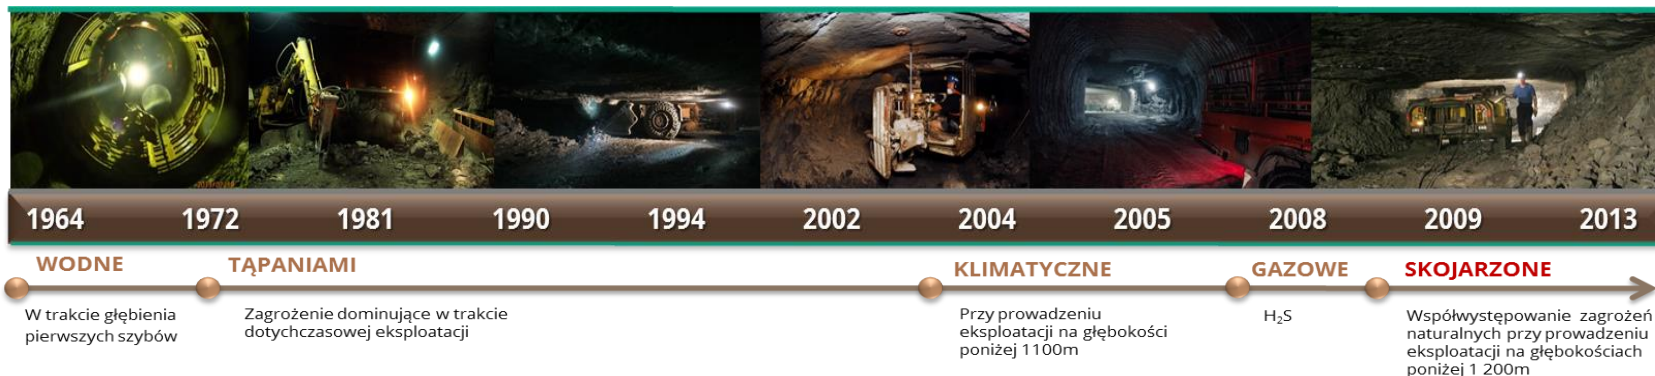 1964 1972 1981 1990 1994 2002 2004 2005 2008 2009 2013
WODNE
W trakcie głębienia
pierwszych szybów
TĄPANIAMI
Zagrożenie dominujące w trakcie
dotychczasowej eksploatacji
KLIMATYCZNE
Przy prowadzeniu
eksploatacji na głębokości
poniżej 1100m
GAZOWE
H₂S
SKOJARZONE
Współwystępowanie zagrożeń
naturalnych przy prowadzeniu
eksploatacji na głębokościach
poniżej 1 200m